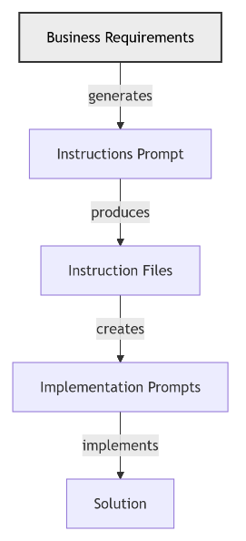 Business Requirements
generates
Instructions Prompt
produces
Instruction Files
creates
Implementation Prompts
implements
Solution